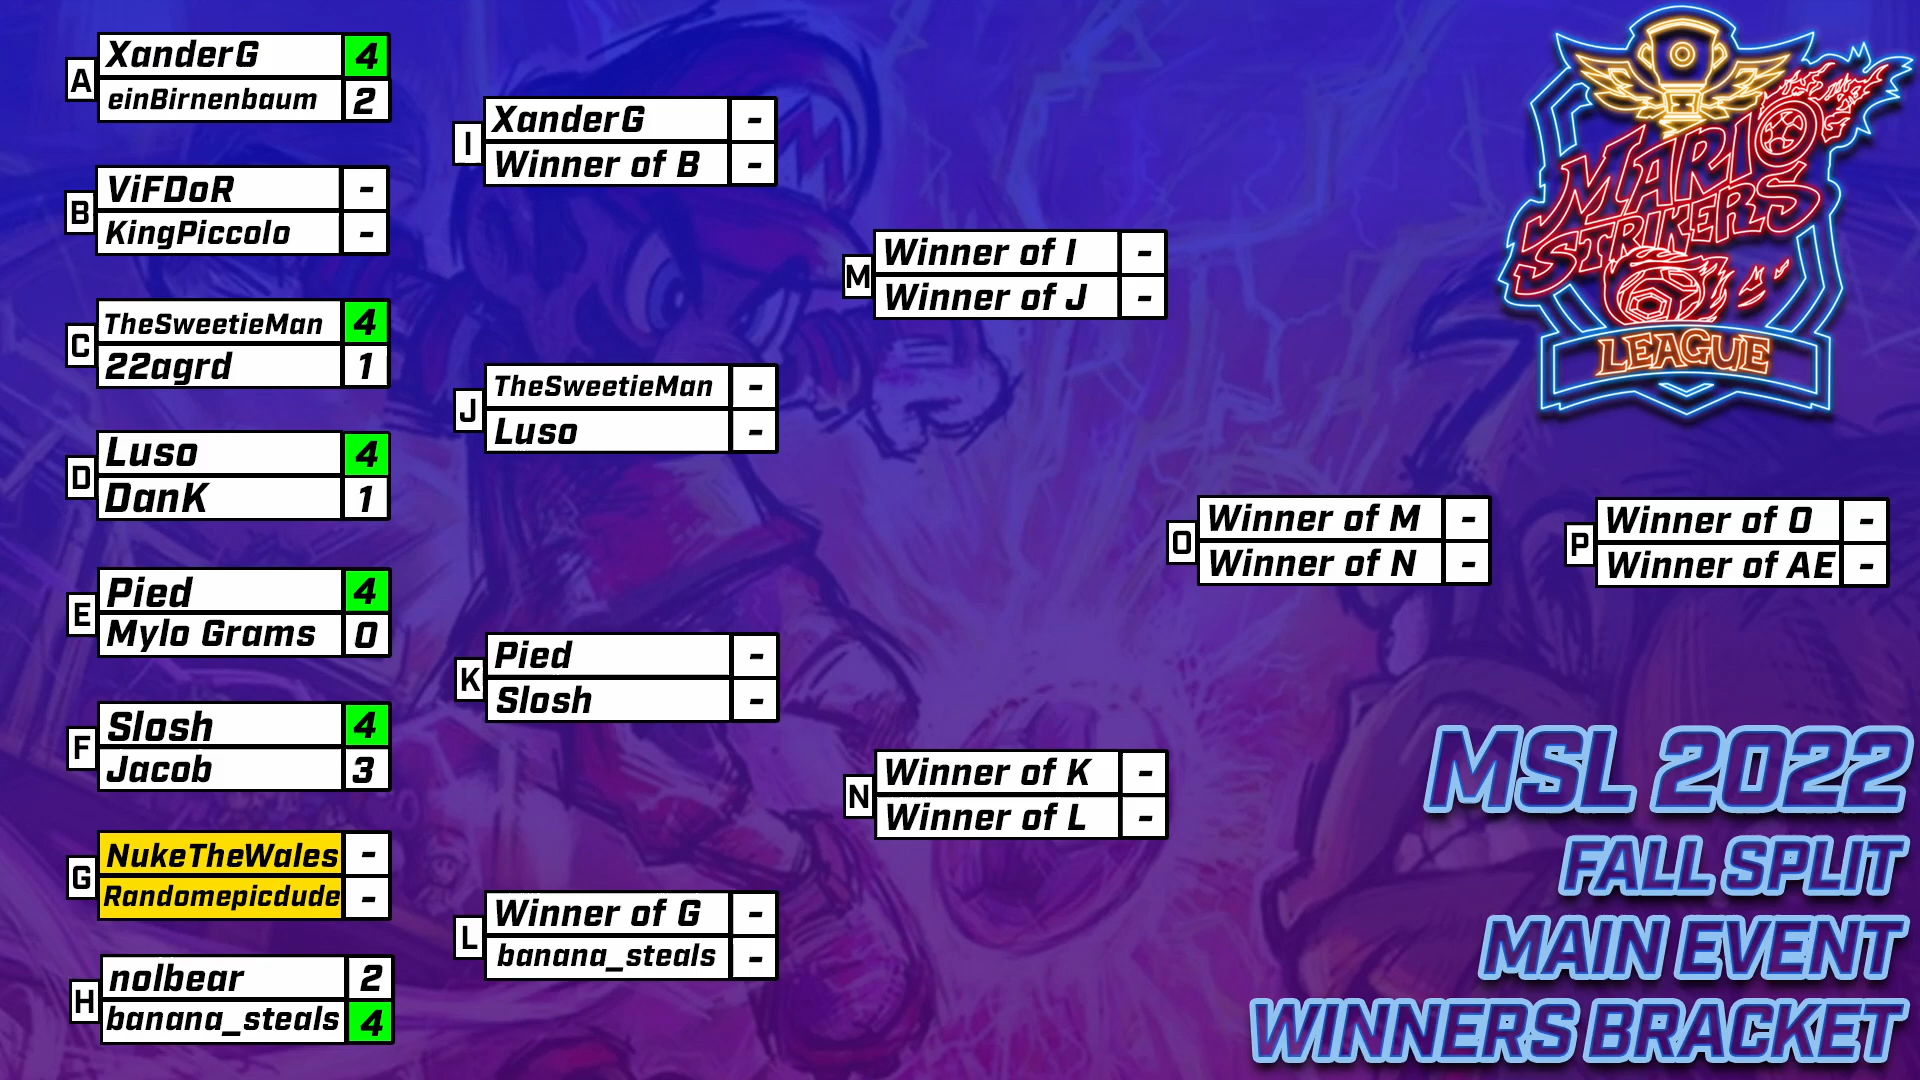 A
XanderG 4
einBirnenbaum 2
B
ViFDoR -
KingPiccolo -
C
TheSweetieMan 4
22agrd 1
D
Luso 4
DanK 1
E
Pied 4
Mylo Grams 0
F
Slosh 4
Jacob 3
G
NukeTheWales -
Randomepicdude -
H
nolbear 2
banana_steals 4
I
XanderG -
Winner of B -
J
TheSweetieMan -
Luso -
K
Pied -
Slosh -
L
Winner of G -
banana_steals -
M
Winner of I -
Winner of J -
N
Winner of K -
Winner of L -
O
Winner of M -
Winner of N -
P
Winner of O -
Winner of AE -
MARIO
STRIKERS
LEAGUE
MSL 2022
FALL SPLIT
MAIN EVENT
WINNERS BRACKET